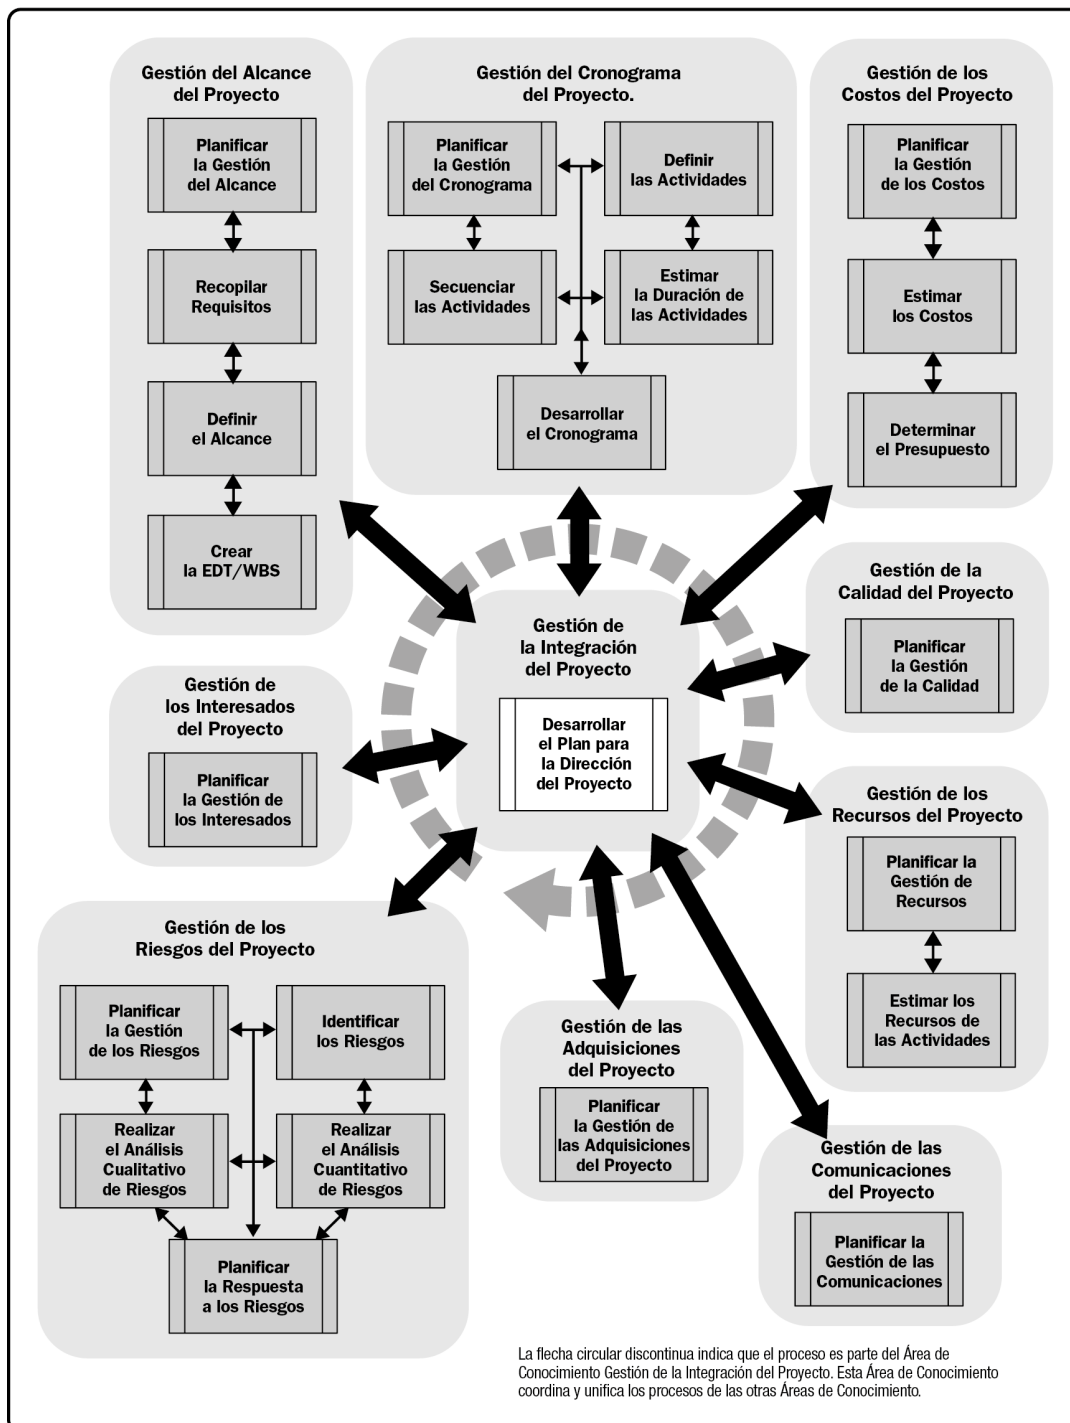 Gestión del Alcance
del Proyecto
Planificar
la Gestión
del Alcance
Recopilar
Requisitos
Definir
el Alcance
Crear
la EDT/WBS
Gestión del Cronograma
del Proyecto.
Planificar
la Gestión
del Cronograma
Definir
las Actividades
Secuenciar
las Actividades
Estimar
la Duración de
las Actividades
Desarrollar
el Cronograma
Gestión de los
Costos del Proyecto
Planificar
la Gestión
de los Costos
Estimar
los Costos
Determinar
el Presupuesto
Gestión de la
Calidad del Proyecto
Planificar
la Gestión
de la Calidad
Gestión de
la Integración
del Proyecto
Desarrollar
el Plan para
la Dirección
del Proyecto
Gestión de
los Interesados
del Proyecto
Planificar
la Gestión de
los Interesados
Gestión de los
Recursos del Proyecto
Planificar la
Gestión de
Recursos
Estimar los
Recursos de
las Actividades
Gestión de los
Riesgos del Proyecto
Planificar
la Gestión
de los Riesgos
Identificar
los Riesgos
Realizar
el Análisis
Cualitativo
de Riesgos
Realizar
el Análisis
Cuantitativo
de Riesgos
Planificar
la Respuesta
a los Riesgos
Gestión de las
Adquisiciones
del Proyecto
Planificar
la Gestión de
las Adquisiciones
del Proyecto
Gestión de las
Comunicaciones
del Proyecto
Planificar la
Gestión de las
Comunicaciones
La flecha circular discontinua indica que el proceso es parte del Área de
Conocimiento Gestión de la Integración del Proyecto. Esta Área de Conocimiento
coordina y unifica los procesos de las otras Áreas de Conocimiento.